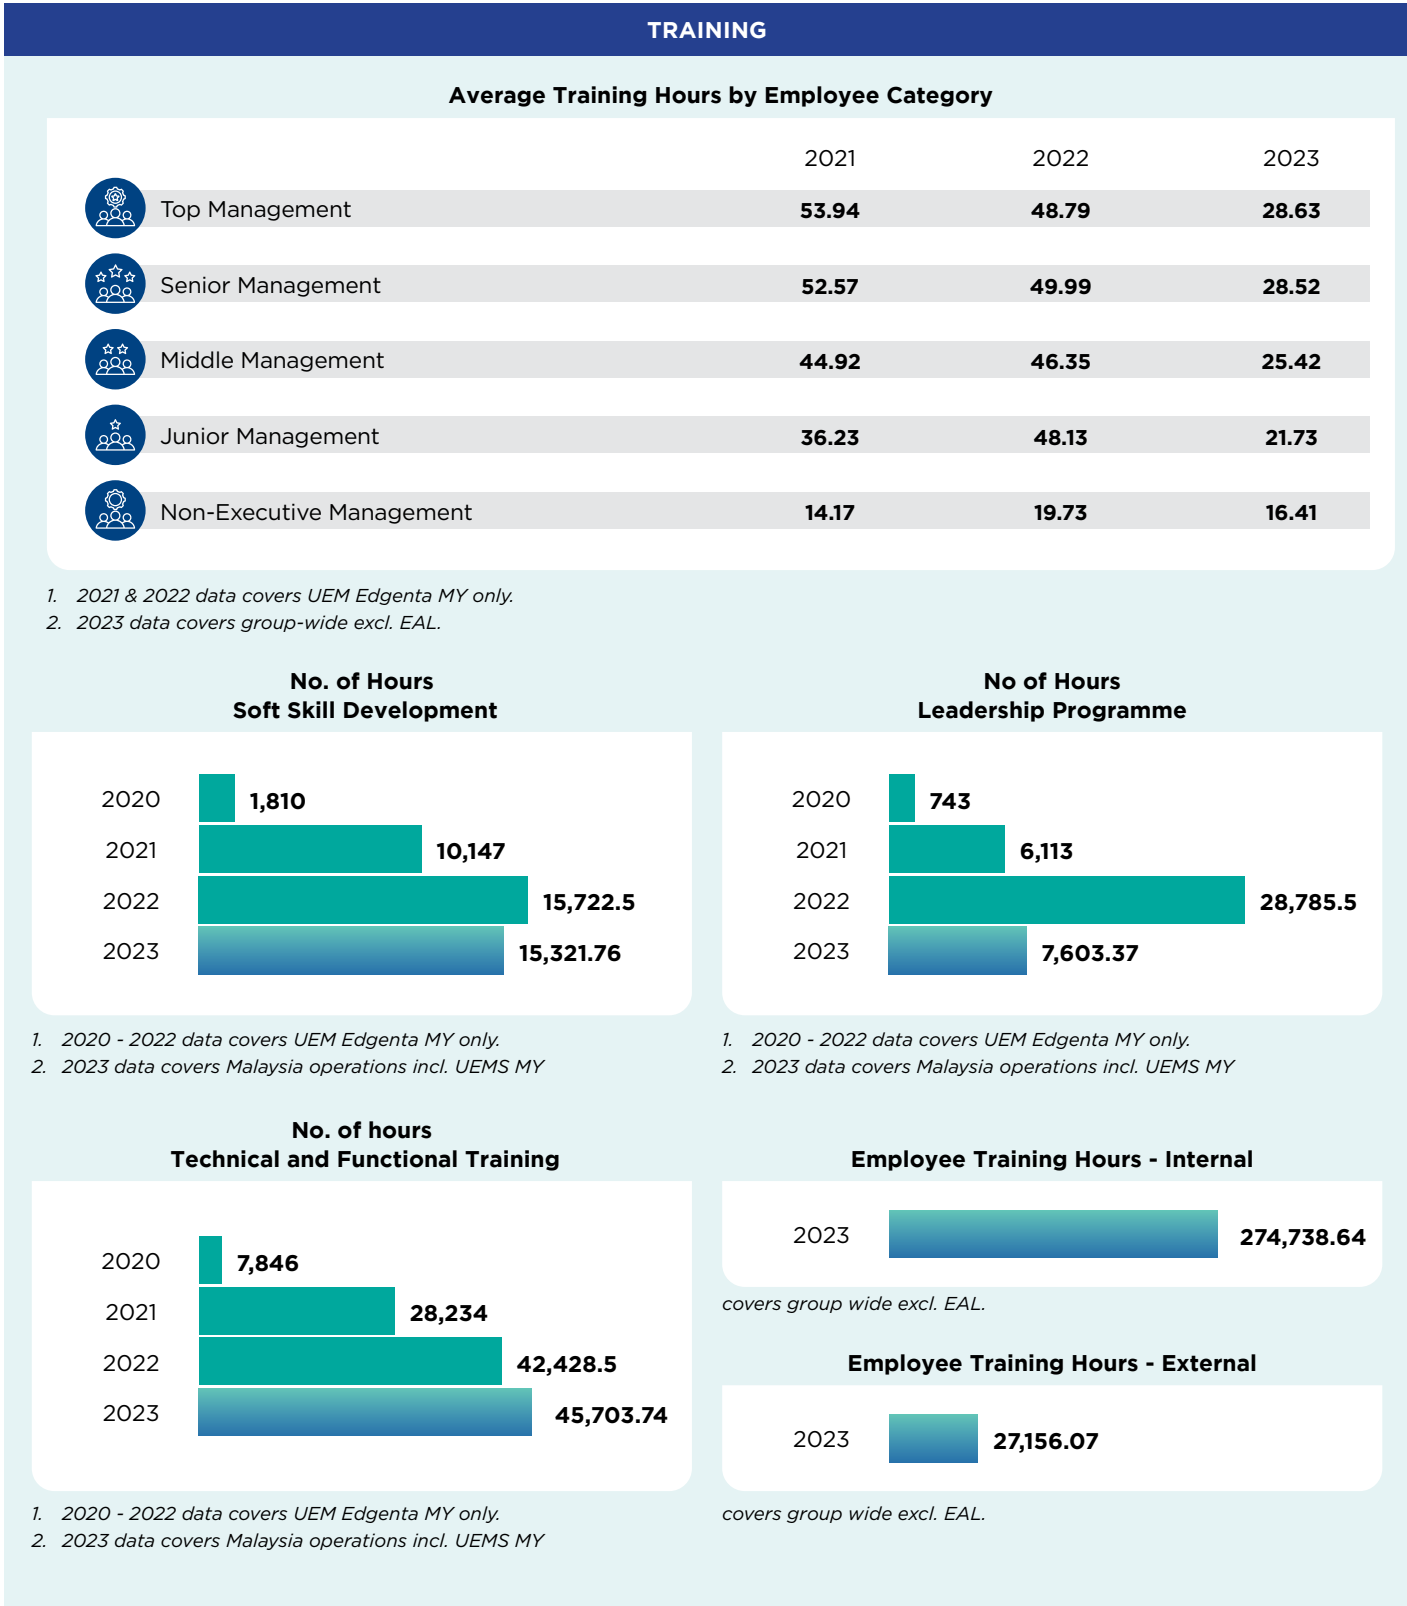 TRAINING
Average Training Hours by Employee Category
2021 2022 2023
Top Management 53.94 48.79 28.63
Senior Management 52.57 49.99 28.52
Middle Management 44.92 46.35 25.42
Junior Management 36.23 48.13 21.73
Non-Executive Management 14.17 19.73 16.41
1. 2021 & 2022 data covers UEM Edgenta MY only.
2. 2023 data covers group-wide excl. EAL.
No. of Hours
Soft Skill Development
2020 1,810
2021 10,147
2022 15,722.5
2023 15,321.76
1. 2020 - 2022 data covers UEM Edgenta MY only.
2. 2023 data covers Malaysia operations incl. UEMS MY
No of Hours
Leadership Programme
2020 743
2021 6,113
2022 28,785.5
2023 7,603.37
1. 2020 - 2022 data covers UEM Edgenta MY only.
2. 2023 data covers Malaysia operations incl. UEMS MY
No. of hours
Technical and Functional Training
2020 7,846
2021 28,234
2022 42,428.5
2023 45,703.74
1. 2020 - 2022 data covers UEM Edgenta MY only.
2. 2023 data covers Malaysia operations incl. UEMS MY
Employee Training Hours - Internal
2023 274,738.64
covers group wide excl. EAL.
Employee Training Hours - External
2023 27,156.07
covers group wide excl. EAL.